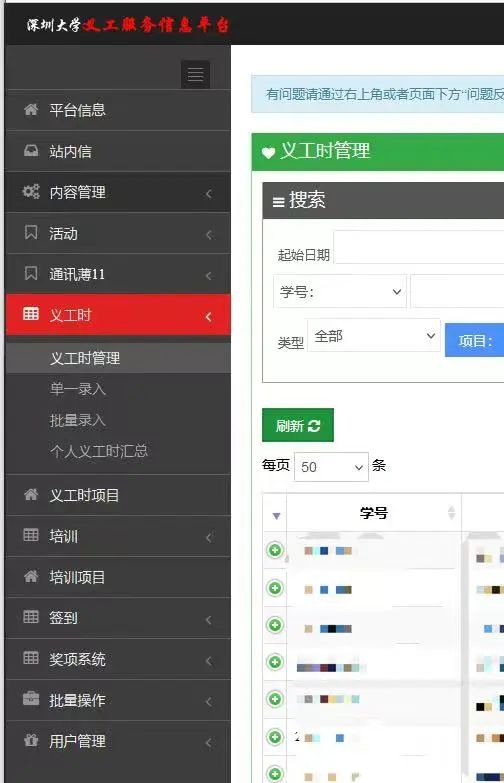 深圳大学义工服务信息平台
平台信息
站内信
内容管理
活动
通讯薄11
义工时
义工时管理
单一录入
批量录入
个人义工时汇总
义工时项目
培训
培训项目
签到
奖项系统
批量操作
用户管理
有问题请通过右上角或者页面下方“问题反
义工时管理
搜索
起始日期
学号:
类型 全部 项目:
刷新
每页 50 条
学号